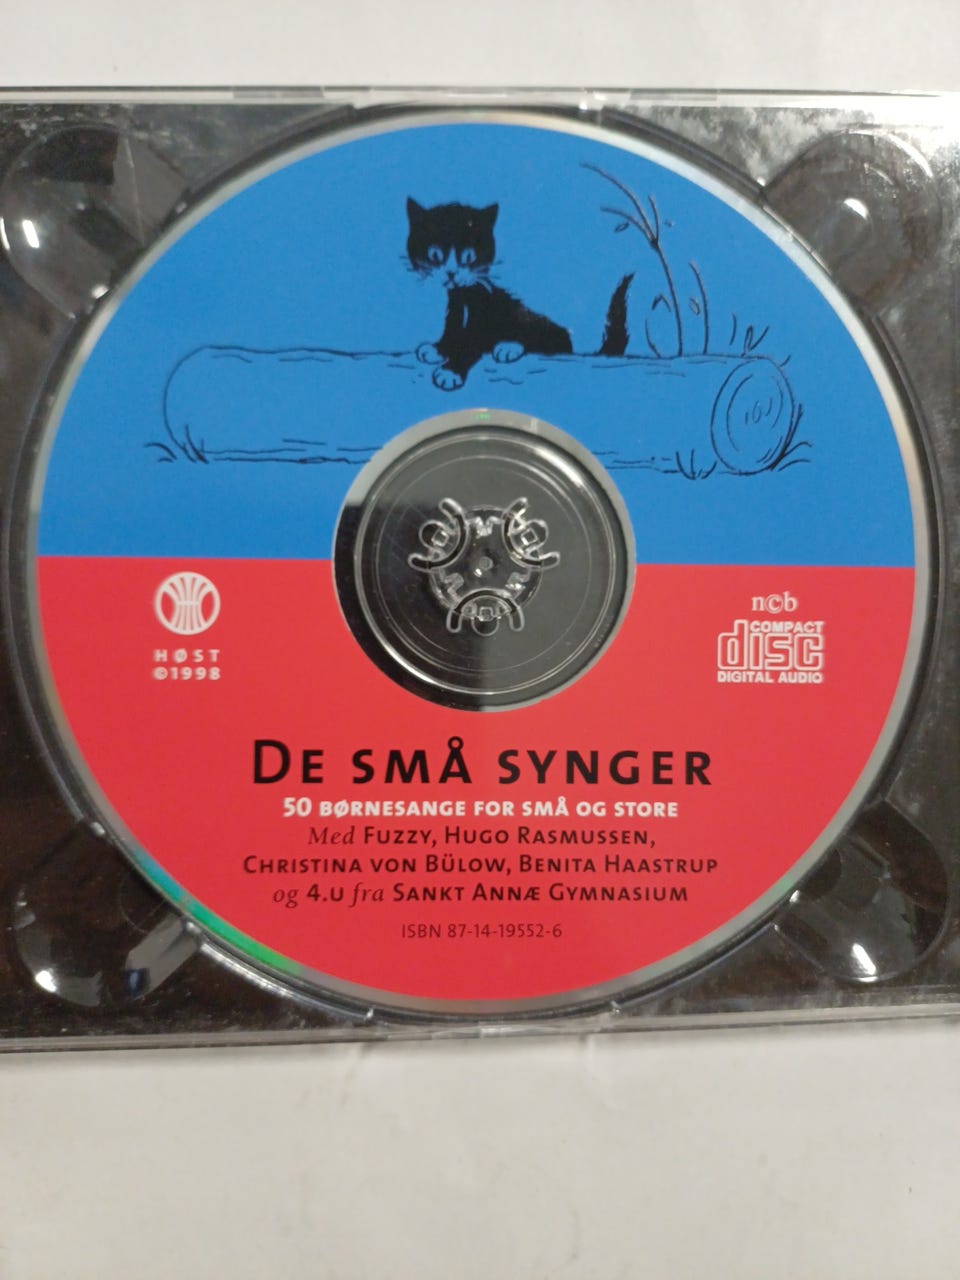 HØST
©1998
n©b
COMPACT
disc
DIGITAL AUDIO
DE SMÅ SYNGER
50 BØRNESANGE FOR SMÅ OG STORE
Med FUZZY, HUGO RASMUSSEN,
CHRISTINA VON BÜLOW, BENITA HAASTRUP
og 4.U fra SANKT ANNÆ GYMNASIUM
ISBN 87-14-19552-6